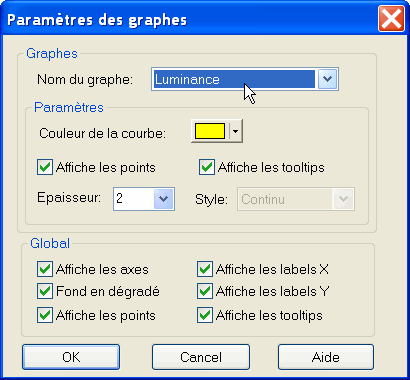 Paramètres des graphes
Graphes
Nom du graphe: Luminance
Paramètres
Couleur de la courbe:
Affiche les points Affiche les tooltips
Epaisseur: 2 Style: Continu
Global
Affiche les axes Affiche les labels X
Fond en dégradé Affiche les labels Y
Affiche les points Affiche les tooltips
OK Cancel Aide